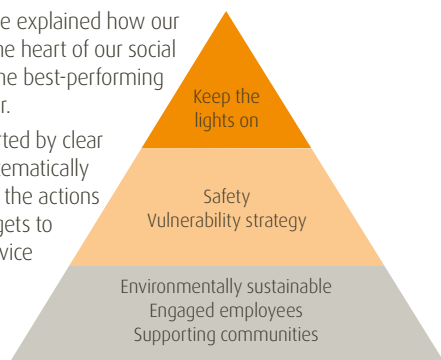 e explained how our
he heart of our social
he best-performing
r.
rted by clear
tematically
the actions
gets to
vice
Keep the
lights on
Safety
Vulnerability strategy
Environmentally sustainable
Engaged employees
Supporting communities